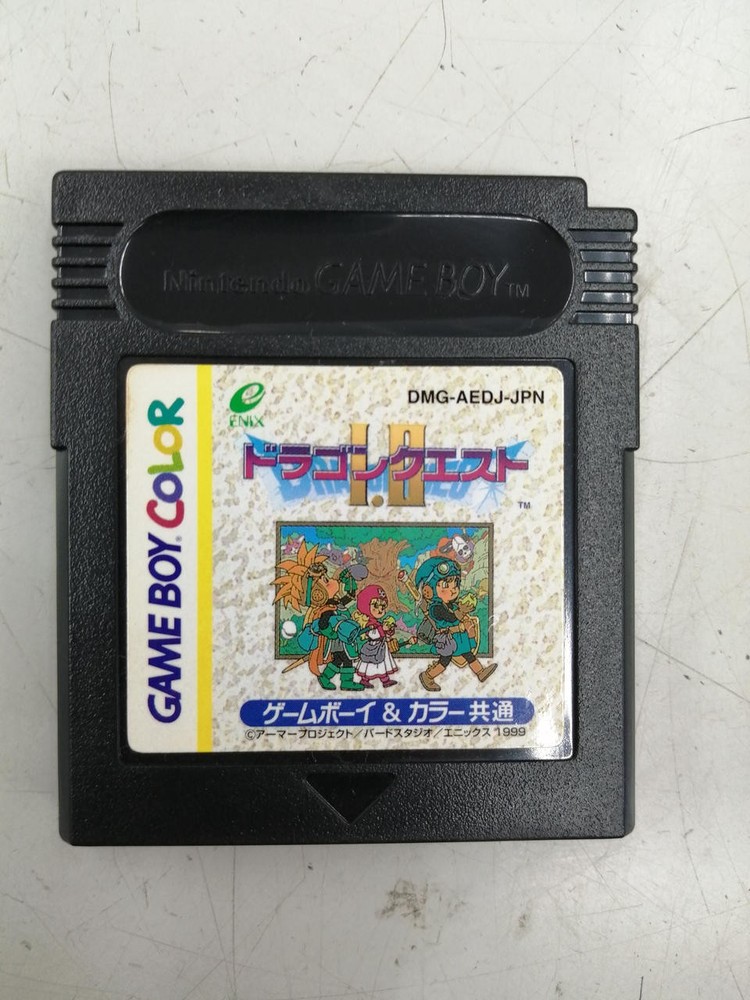 Nintendo GAME BOY TM
GAME BOY COLOR
ENIX
DMG-AEDJ-JPN
ドラゴンクエスト
I・II
TM
ゲームボーイ & カラー共通
©アーマープロジェクト/バードスタジオ/エニックス 1999